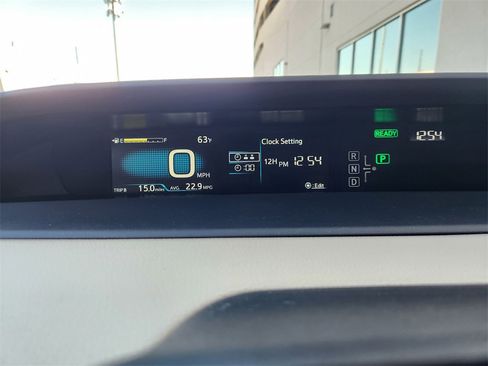 E F 63°F
0 MPH
TRIP B 15.0 miles AVG 22.9 MPG
Clock Setting
:00
12H PM 12:54
: Edit
READY
12:54
R
N
D
P